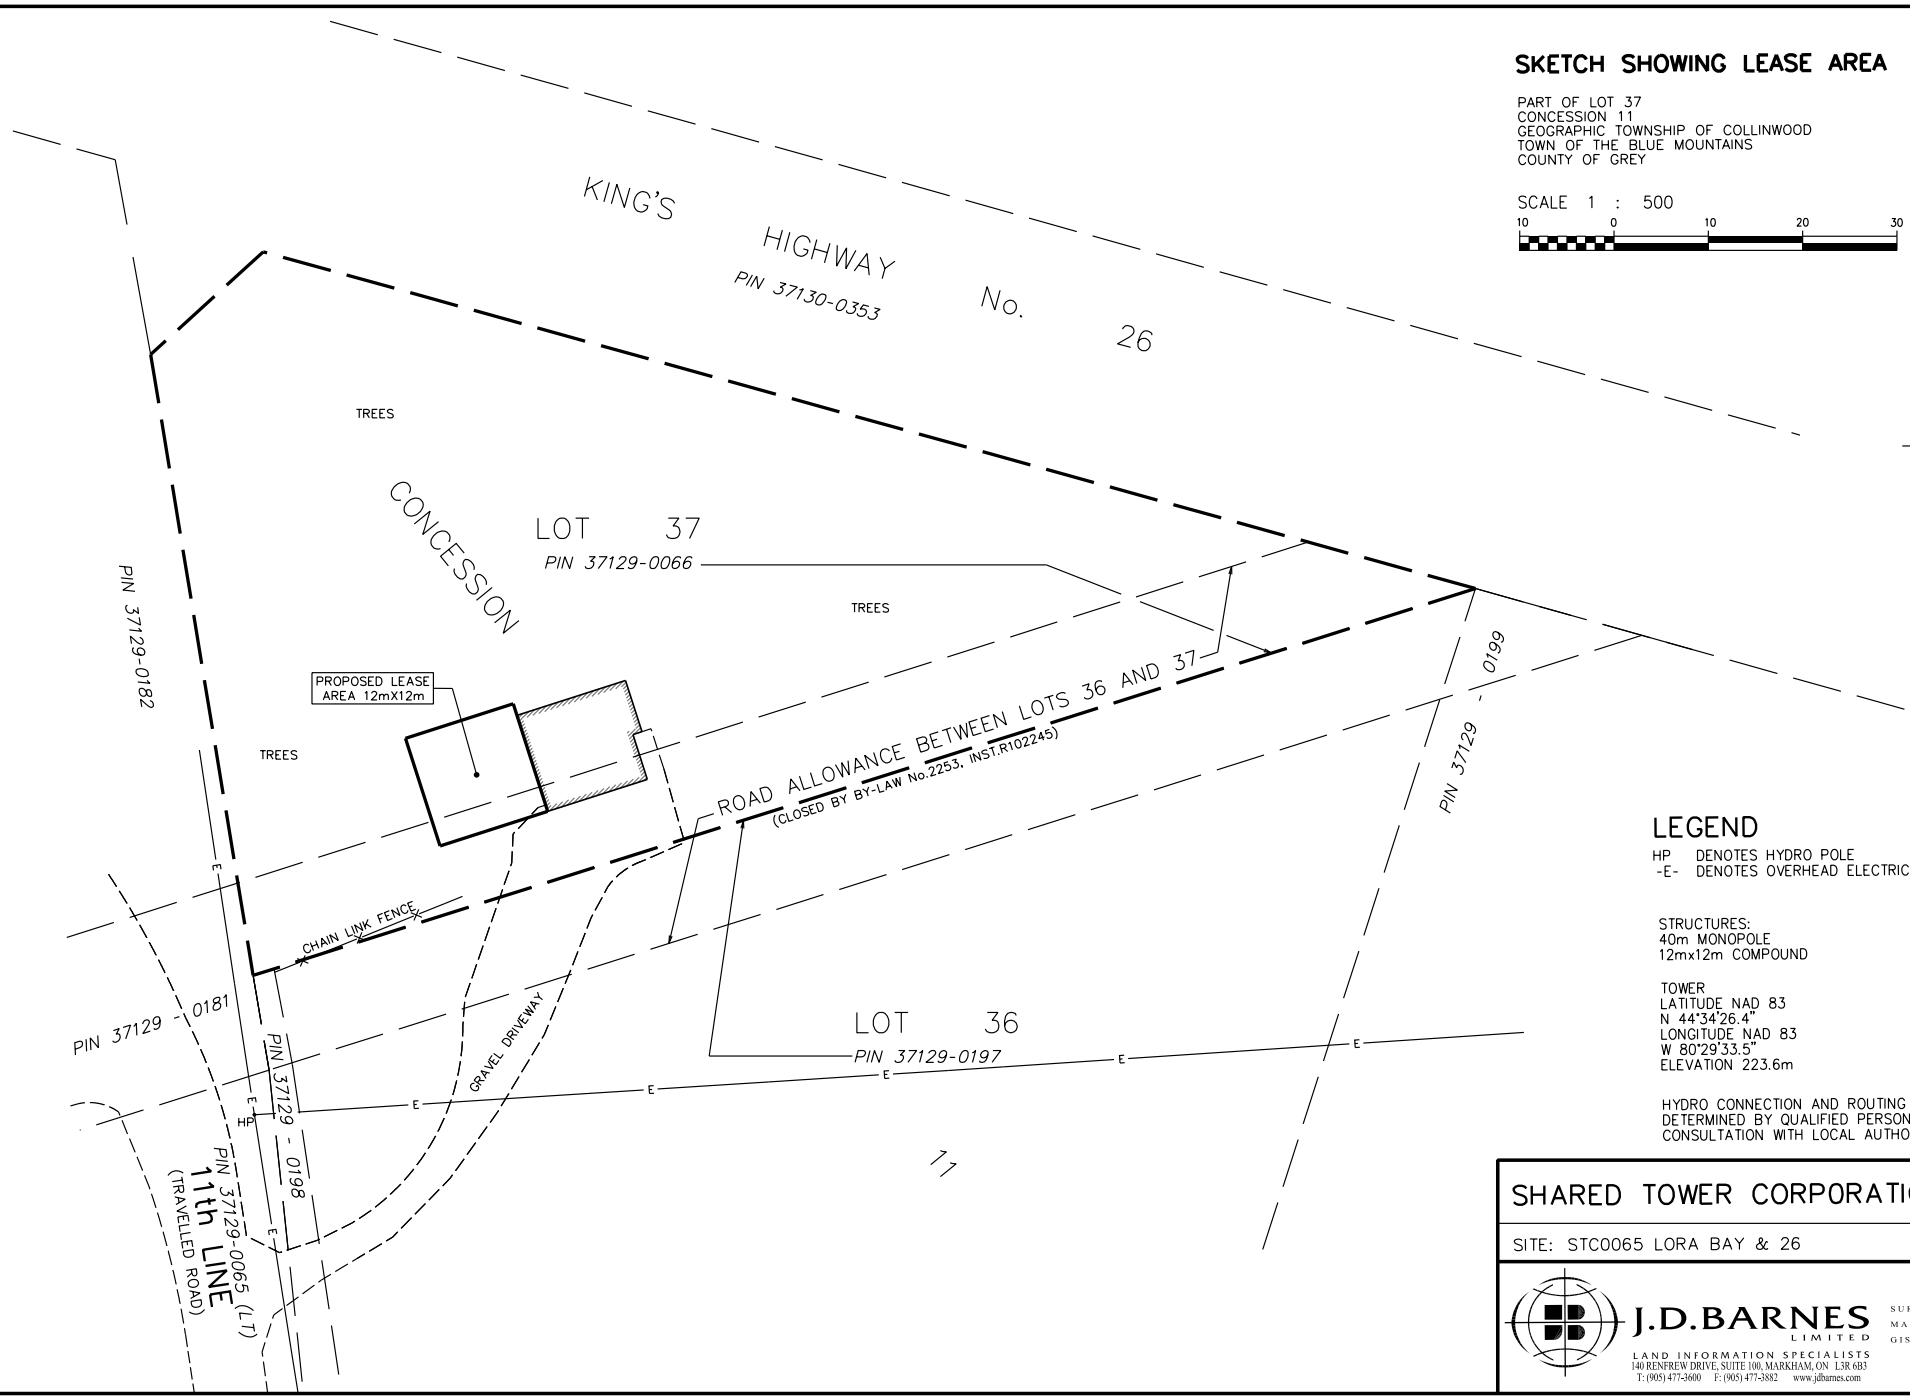 SKETCH SHOWING LEASE AREA
PART OF LOT 37
CONCESSION 11
GEOGRAPHIC TOWNSHIP OF COLLINWOOD
TOWN OF THE BLUE MOUNTAINS
COUNTY OF GREY
SCALE 1 : 500
10 0 10 20 30
KING'S HIGHWAY No. 26
PIN 37130-0353
TREES
CONCESSION
LOT 37
PIN 37129-0066
TREES
PIN 37129-0182
PROPOSED LEASE
AREA 12mX12m
TREES
ROAD ALLOWANCE BETWEEN LOTS 36 AND 37
(CLOSED BY BY-LAW No.2253, INST.R102245)
PIN 37129 - 0199
E
CHAIN LINK FENCE
PIN 37129 - 0181
PIN 37129 - 0198
GRAVEL DRIVEWAY
LOT 36
PIN 37129-0197
E
HP
E
E
E
E
E
11
E
PIN 37129-0065 (LT)
11th LINE
(TRAVELLED ROAD)
LEGEND
HP DENOTES HYDRO POLE
-E- DENOTES OVERHEAD ELECTRIC
STRUCTURES:
40m MONOPOLE
12mx12m COMPOUND
TOWER
LATITUDE NAD 83
N 44°34'26.4"
LONGITUDE NAD 83
W 80°29'33.5"
ELEVATION 223.6m
HYDRO CONNECTION AND ROUTING
DETERMINED BY QUALIFIED PERSON
CONSULTATION WITH LOCAL AUTHO
SHARED TOWER CORPORATI
SITE: STC0065 LORA BAY & 26
J.D.BARNES
LIMITED
LAND INFORMATION SPECIALISTS
140 RENFREW DRIVE, SUITE 100, MARKHAM, ON L3R 6B3
T: (905) 477-3600 F: (905) 477-3882 www.jdbarnes.com
SUR
MA
GIS